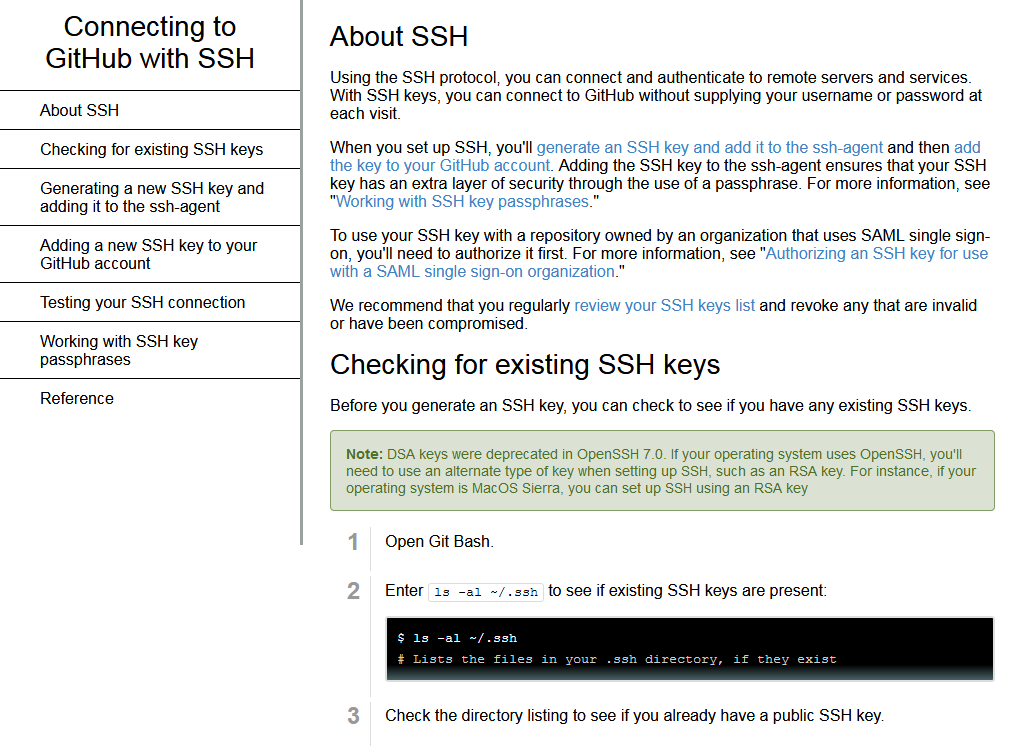 Connecting to
GitHub with SSH
About SSH
Checking for existing SSH keys
Generating a new SSH key and
adding it to the ssh-agent
Adding a new SSH key to your
GitHub account
Testing your SSH connection
Working with SSH key
passphrases
Reference
About SSH
Using the SSH protocol, you can connect and authenticate to remote servers and services.
With SSH keys, you can connect to GitHub without supplying your username or password at
each visit.
When you set up SSH, you'll generate an SSH key and add it to the ssh-agent and then add
the key to your GitHub account. Adding the SSH key to the ssh-agent ensures that your SSH
key has an extra layer of security through the use of a passphrase. For more information, see
"Working with SSH key passphrases."
To use your SSH key with a repository owned by an organization that uses SAML single sign-
on, you'll need to authorize it first. For more information, see "Authorizing an SSH key for use
with a SAML single sign-on organization."
We recommend that you regularly review your SSH keys list and revoke any that are invalid
or have been compromised.
Checking for existing SSH keys
Before you generate an SSH key, you can check to see if you have any existing SSH keys.
Note: DSA keys were deprecated in OpenSSH 7.0. If your operating system uses OpenSSH, you'll
need to use an alternate type of key when setting up SSH, such as an RSA key. For instance, if your
operating system is MacOS Sierra, you can set up SSH using an RSA key
1 Open Git Bash.
2 Enter ls -al ~/.ssh to see if existing SSH keys are present:
$ ls -al ~/.ssh
# Lists the files in your .ssh directory, if they exist
3 Check the directory listing to see if you already have a public SSH key.